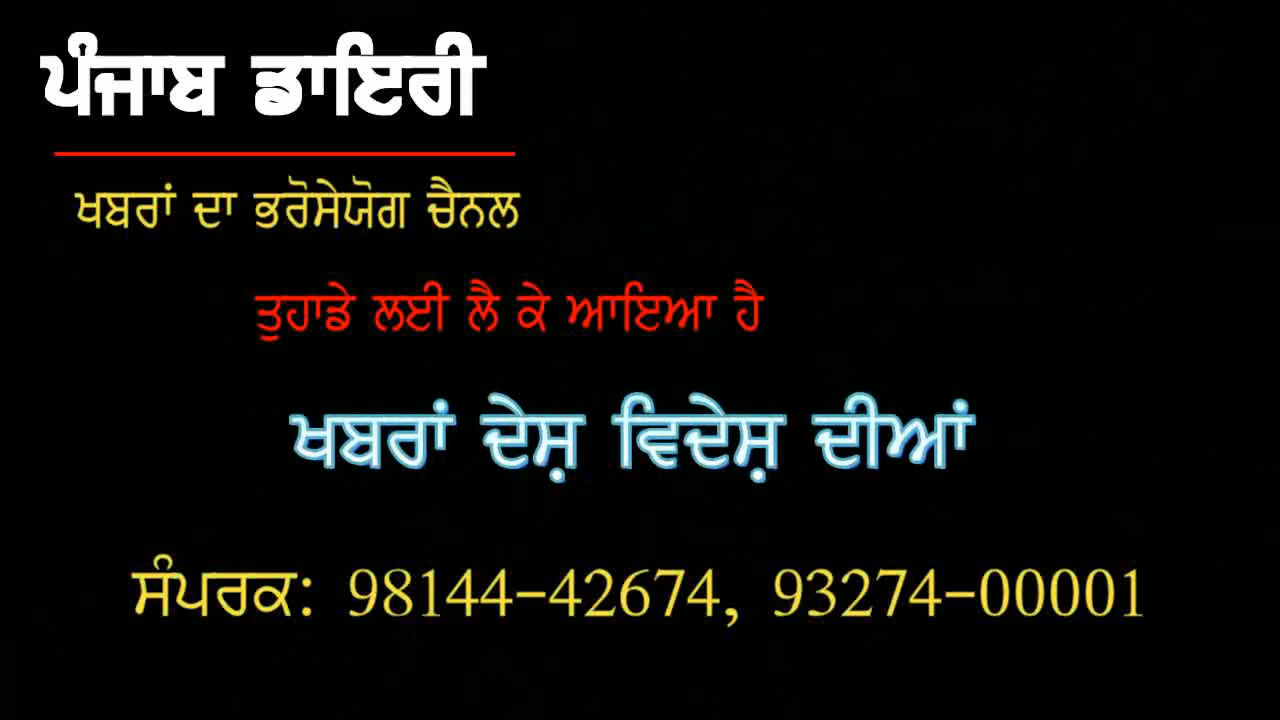 ਪੰਜਾਬ ਡਾਇਰੀ
ਖਬਰਾਂ ਦਾ ਭਰੋਸੇਯੋਗ ਚੈਨਲ
ਤੁਹਾਡੇ ਲਈ ਲੈ ਕੇ ਆਇਆ ਹੈ
ਖਬਰਾਂ ਦੇਸ਼ ਵਿਦੇਸ਼ ਦੀਆਂ
ਸੰਪਰਕ: 98144-42674, 93274-00001